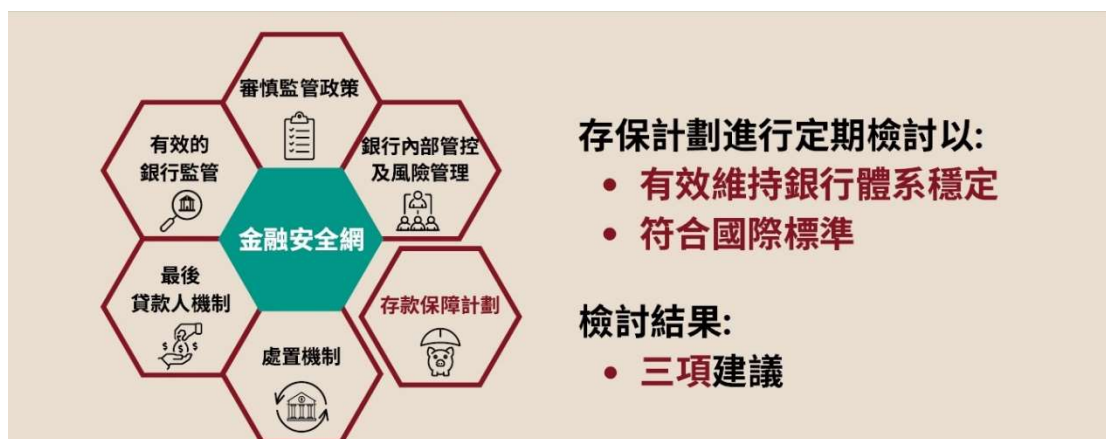 審慎監管政策
有效的
銀行監管
銀行內部管控
及風險管理
金融安全網
最後
貸款人機制
存款保障計劃
處置機制
存保計劃進行定期檢討以:
• 有效維持銀行體系穩定
• 符合國際標準
檢討結果:
• 三項建議